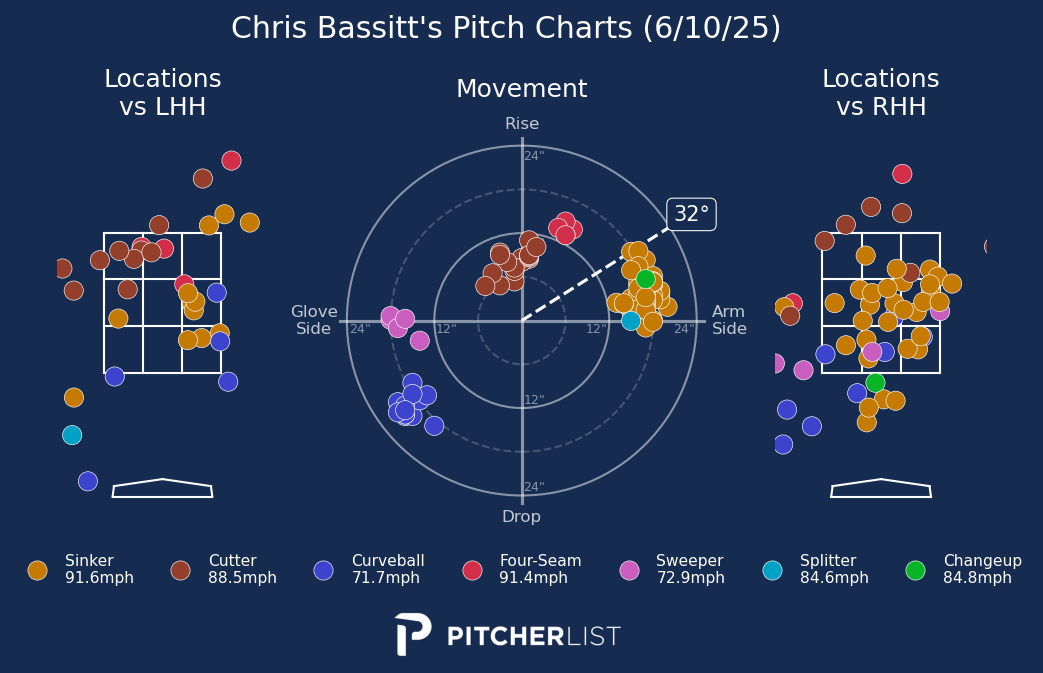 Chris Bassitt's Pitch Charts (6/10/25)
Locations
vs LHH
Movement
Locations
vs RHH
Rise
24"
32°
Glove
Side
24"
12"
12"
24"
Arm
Side
12"
24"
Drop
Sinker
91.6mph
Cutter
88.5mph
Curveball
71.7mph
Four-Seam
91.4mph
Sweeper
72.9mph
Splitter
84.6mph
Changeup
84.8mph
PITCHERLIST